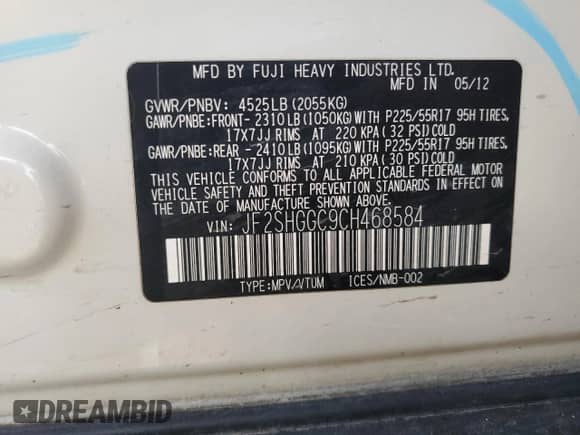 MFD BY FUJI HEAVY INDUSTRIES LTD.
MFD IN 05/12
GVWR/PNBV: 4525LB (2055KG)
GAWR/PNBE:FRONT- 2310LB(1050KG)WITH P225/55R17 95H TIRES,
17X7JJ RIMS AT 220 KPA ( 32 PSI)COLD
GAWR/PNBE:REAR - 2410LB(1095KG)WITH P225/55R17 95H TIRES,
17X7JJ RIMS AT 210 KPA ( 30 PSI)COLD
THIS VEHICLE CONFORMS TO ALL APPLICABLE FEDERAL MOTOR
VEHICLE SAFETY AND THEFT PREVENTION STANDARDS IN EFFECT ON
THE DATE OF MANUFACTURE SHOWN ABOVE.
VIN: JF2SHGGC9CH468584
TYPE:MPV/VTUM ICES/NMB-002
DREAMBID